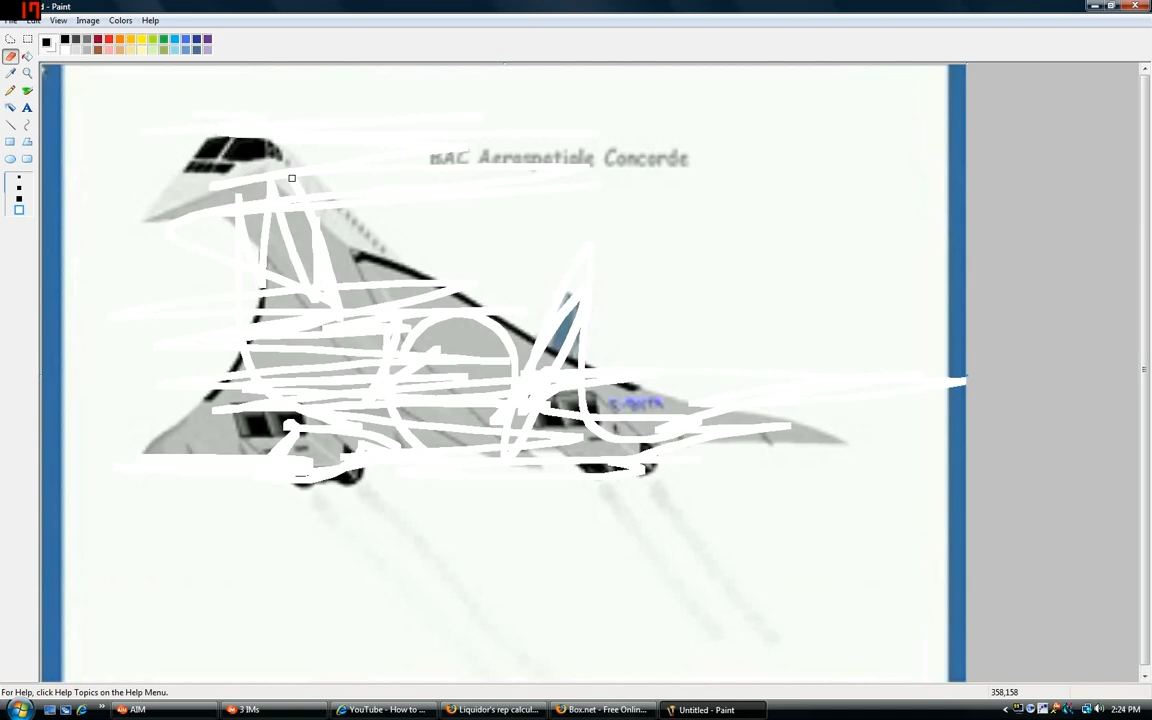 17 d - Paint
File Edit View Image Colors Help
BAC Aerospatiale Concorde
For Help, click Help Topics on the Help Menu.
358,158
AIM
3 IMs
YouTube - How to ...
Liquidor's rep calcul...
Box.net - Free Onlin...
Untitled - Paint
2:24 PM